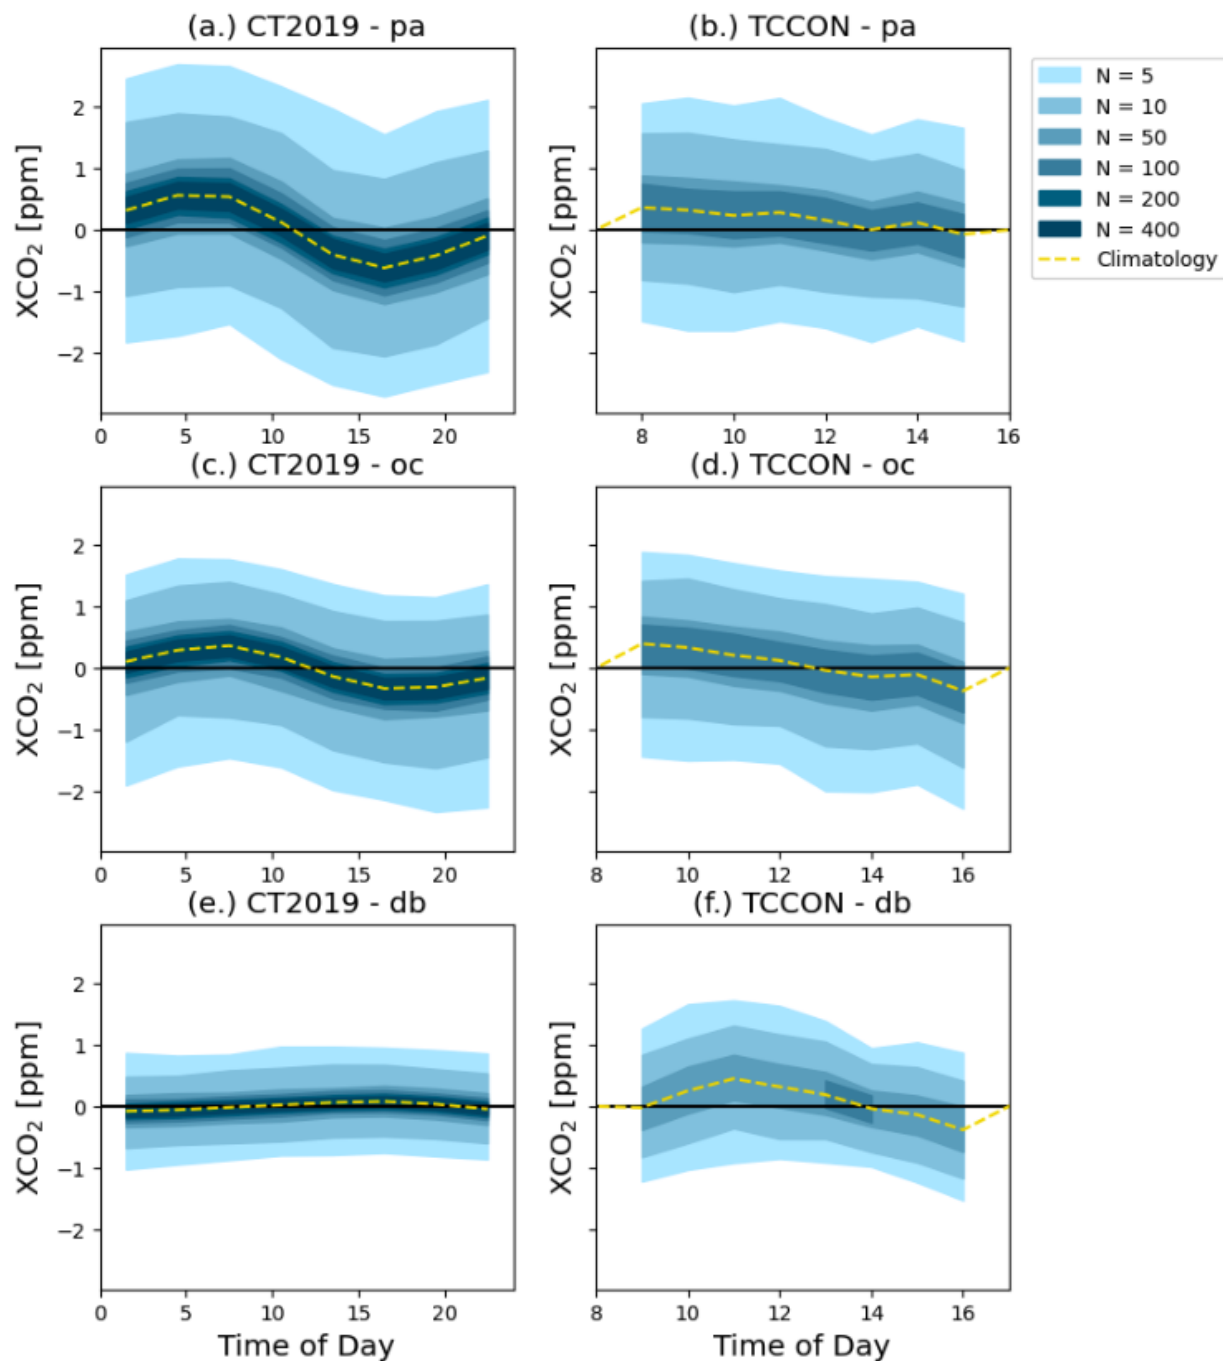 (a.) CT2019 - pa
(b.) TCCON - pa
XCO₂ [ppm]
2
1
0
−1
−2
0 5 10 15 20
XCO₂ [ppm]
8 10 12 14 16
N = 5
N = 10
N = 50
N = 100
N = 200
N = 400
Climatology
(c.) CT2019 - oc
(d.) TCCON - oc
XCO₂ [ppm]
2
1
0
−1
−2
0 5 10 15 20
XCO₂ [ppm]
8 10 12 14 16
(e.) CT2019 - db
(f.) TCCON - db
XCO₂ [ppm]
2
1
0
−1
−2
0 5 10 15 20
Time of Day
XCO₂ [ppm]
8 10 12 14 16
Time of Day